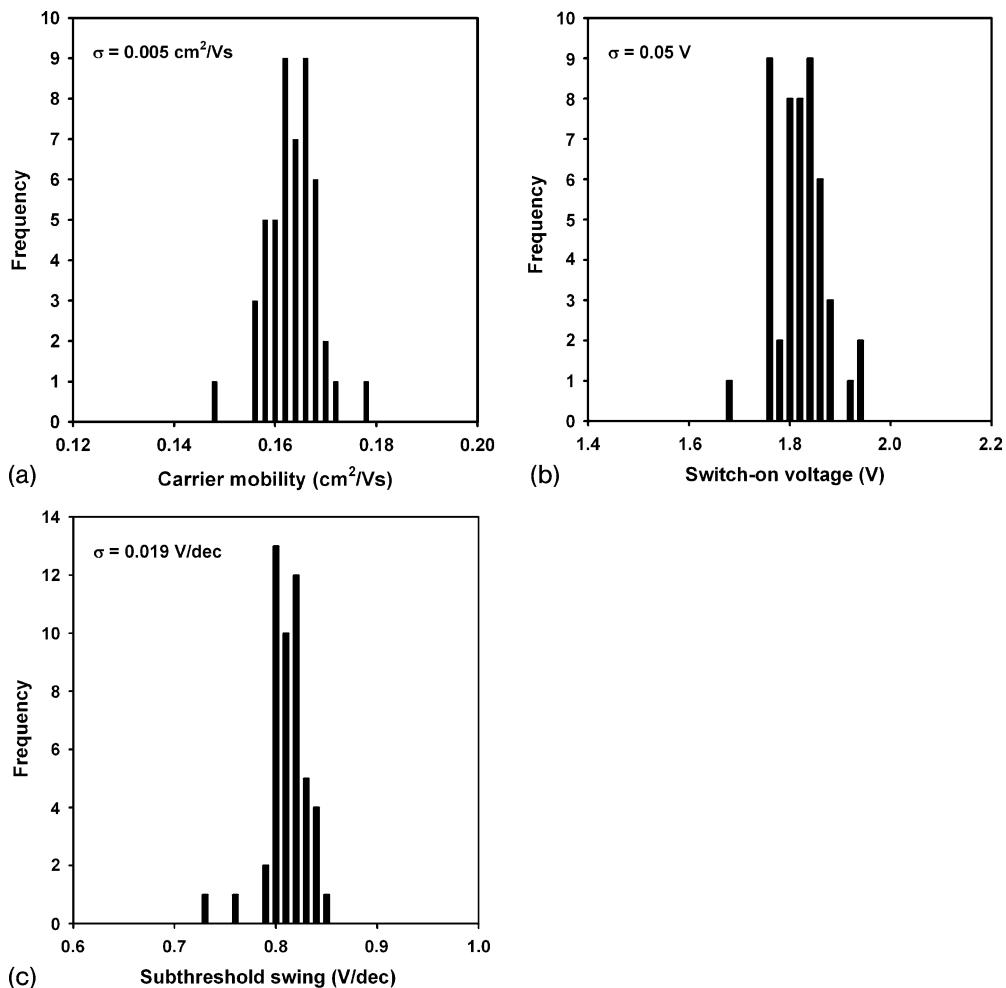 σ = 0.005 cm²/Vs
10
9
8
7
6
5
4
3
2
1
0
Frequency
0.12 0.14 0.16 0.18 0.20
(a) Carrier mobility (cm²/Vs)
σ = 0.05 V
10
9
8
7
6
5
4
3
2
1
0
Frequency
1.4 1.6 1.8 2.0 2.2
(b) Switch-on voltage (V)
σ = 0.019 V/dec
14
12
10
8
6
4
2
0
Frequency
0.6 0.7 0.8 0.9 1.0
(c) Subthreshold swing (V/dec)